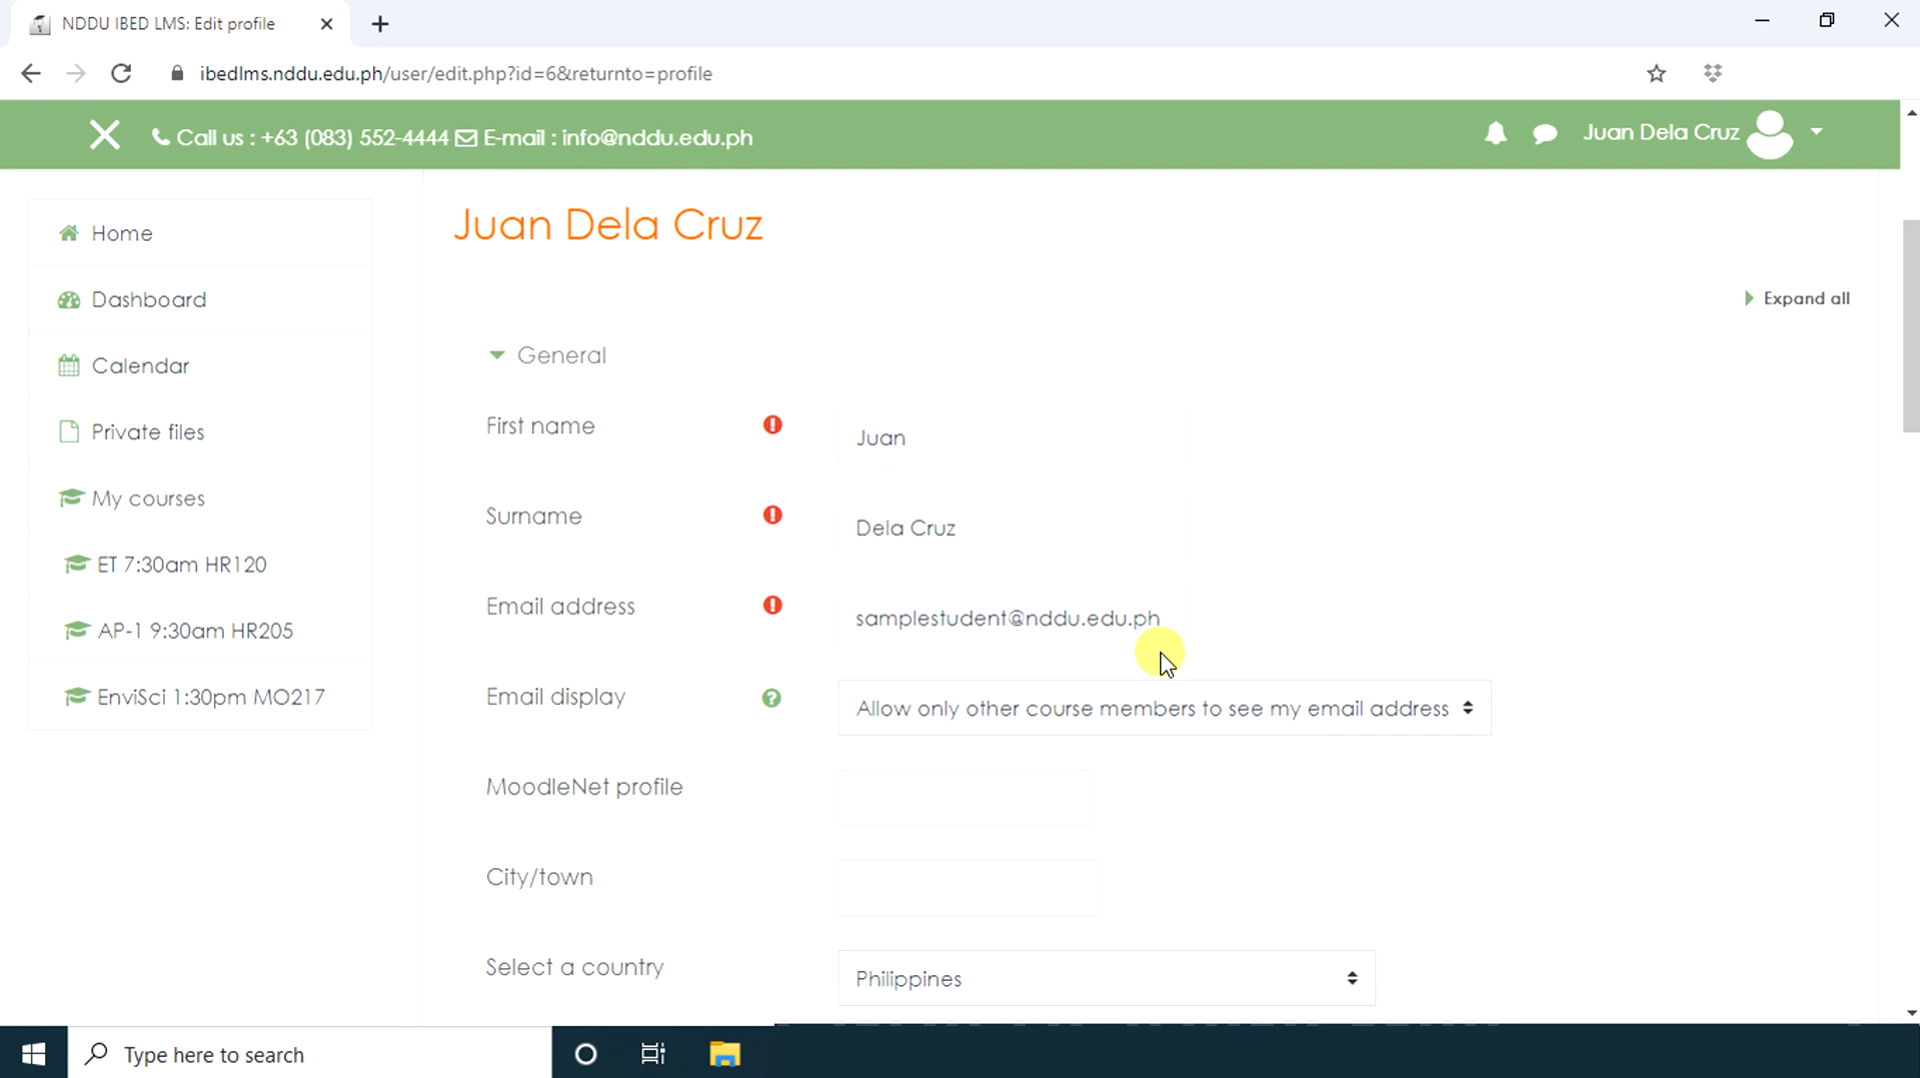 NDDU IBED LMS: Edit profile
ibedlms.nddu.edu.ph/user/edit.php?id=6&returnto=profile
Call us : +63 (083) 552-4444 E-mail : info@nddu.edu.ph
Juan Dela Cruz
Home
Dashboard
Calendar
Private files
My courses
ET 7:30am HR120
AP-1 9:30am HR205
EnviSci 1:30pm MO217
Juan Dela Cruz
Expand all
General
First name
Juan
Surname
Dela Cruz
Email address
samplestudent@nddu.edu.ph
Email display
Allow only other course members to see my email address
MoodleNet profile
City/town
Select a country
Philippines
Type here to search